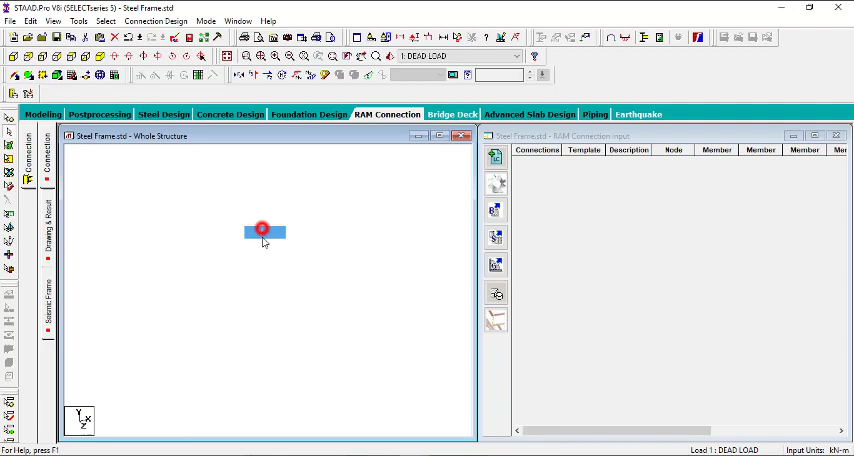 STAAD.Pro V8i (SELECTseries 5) - Steel Frame.std
File Edit View Tools Select Connection Design Mode Window Help
1: DEAD LOAD
Modeling Postprocessing Steel Design Concrete Design Foundation Design RAM Connection Bridge Deck Advanced Slab Design Piping Earthquake
Connection
Connection
Drawing & Result
Seismic Frame
Steel Frame.std - Whole Structure
Y
X
Z
Steel Frame.std - RAM Connection input
Connections Template Description Node Member Member Member
For Help, press F1
Load 1 : DEAD LOAD Input Units: kN-m